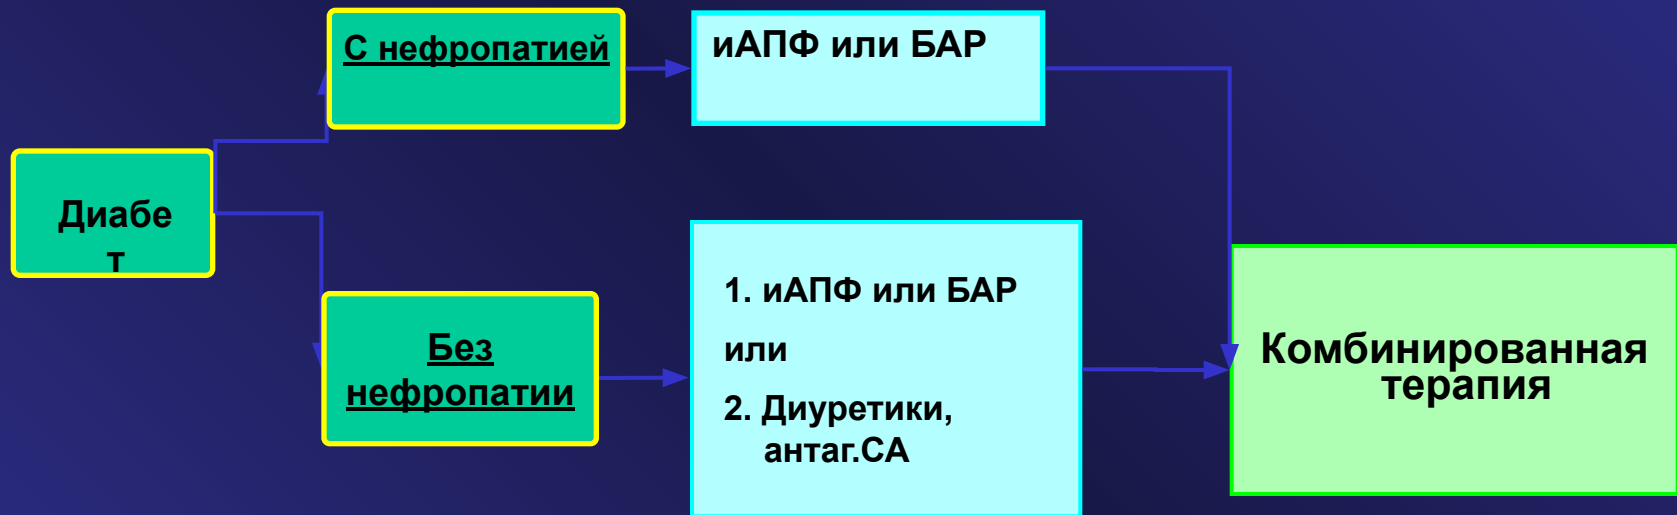 С нефропатией
иАПФ или БАР
Диабе
т
Без
нефропатии
1. иАПФ или БАР
или
2. Диуретики,
антаг.СА
Комбинированная
терапия